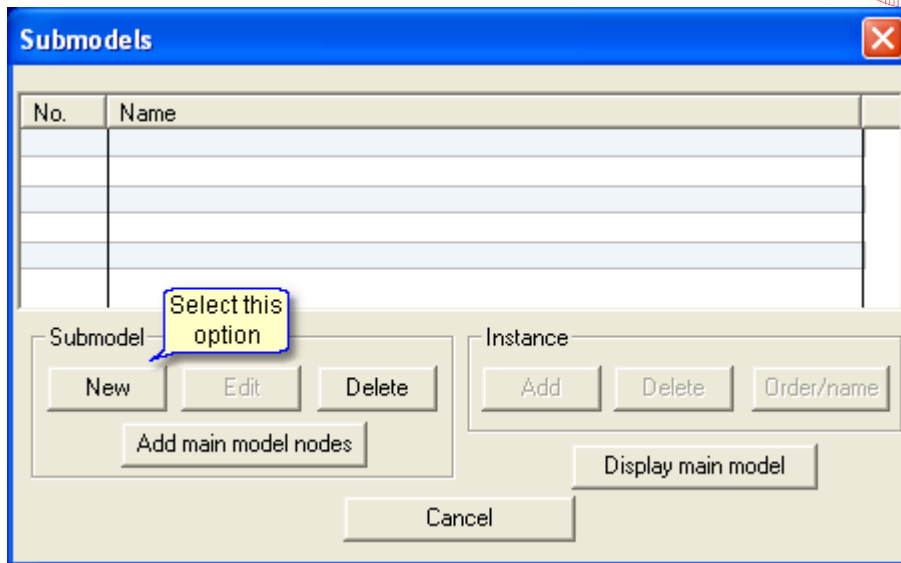 Submodels
No. Name
Select this
option
Submodel Instance
New Edit Delete Add Delete Order/name
Add main model nodes
Display main model
Cancel